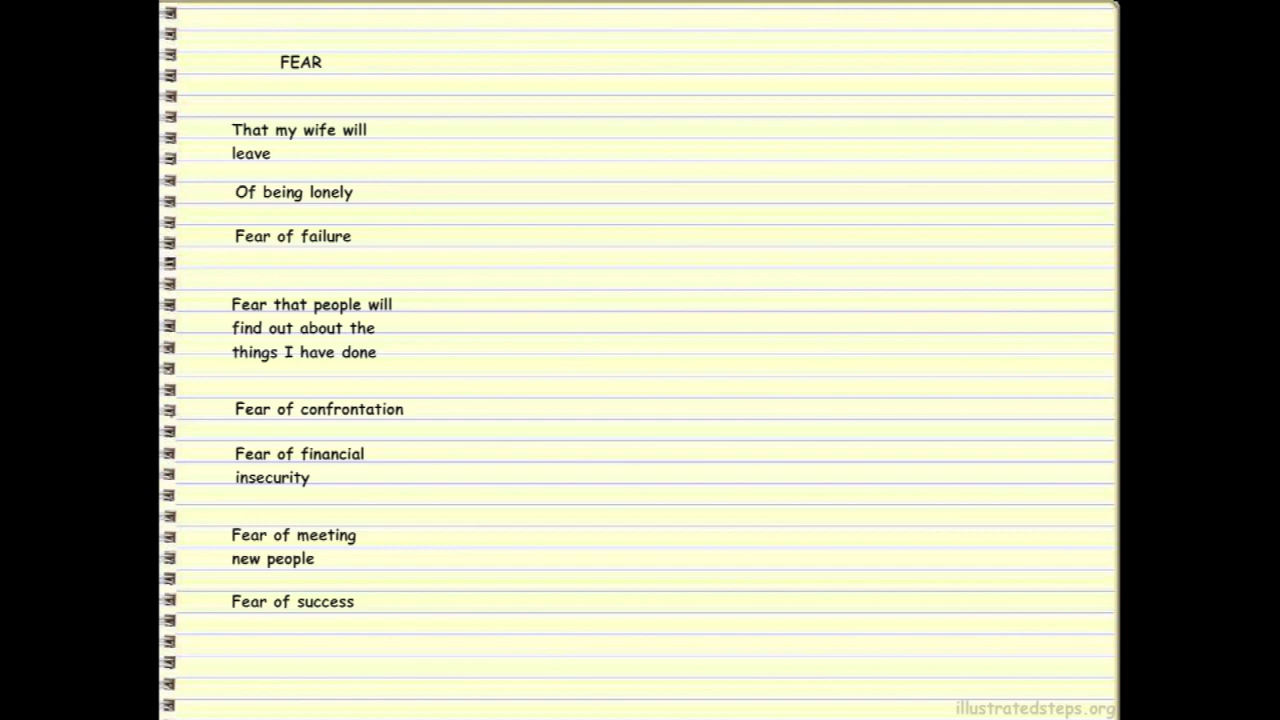 FEAR
That my wife will
leave
Of being lonely
Fear of failure
Fear that people will
find out about the
things I have done
Fear of confrontation
Fear of financial
insecurity
Fear of meeting
new people
Fear of success
illustratedsteps.org